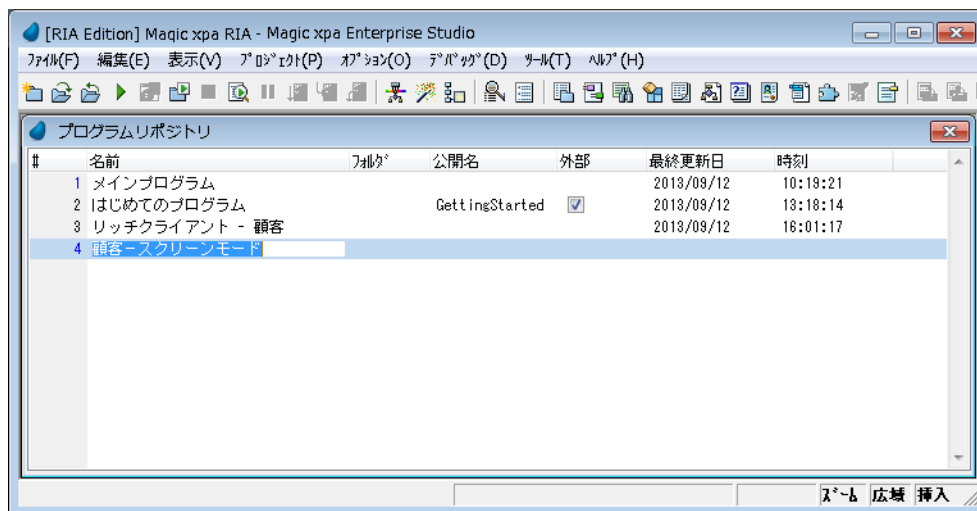 [RIA Edition] Magic xpa RIA - Magic xpa Enterprise Studio
ﾌｧｲﾙ(F) 編集(E) 表示(V) ﾌﾟﾛｼﾞｪｸﾄ(P) ｵﾌﾟｼｮﾝ(O) ﾃﾞﾊﾞｯｸﾞ(D) ﾂｰﾙ(T) ﾍﾙﾌﾟ(H)
プログラムリポジトリ
# 名前 ﾌｫﾙﾀﾞ 公開名 外部 最終更新日 時刻
1 メインプログラム 2013/09/12 10:19:21
2 はじめてのプログラム GettingStarted 2013/09/12 13:18:14
3 リッチクライアント - 顧客 2013/09/12 16:01:17
4 顧客－スクリーンモード
ｽﾞｰﾑ 広域 挿入